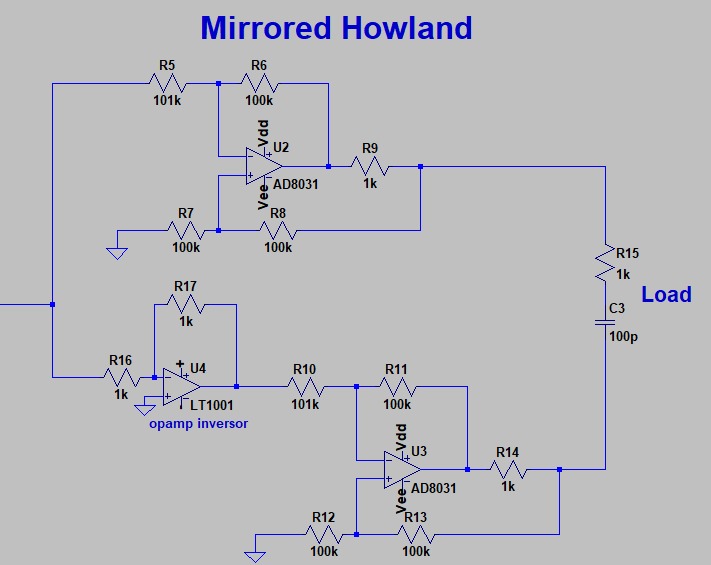 Mirrored Howland
R5
R6
101k
100k
Vdd
+
U2
R9
-
+
-
AD8031
Vee
1k
R7
R8
100k
100k
R15
1k
Load
C3
100p
R17
1k
R16
+
U4
R10
R11
-
+
-
1k
LT1001
101k
100k
opamp inversor
Vdd
+
U3
R14
-
+
-
AD8031
Vee
1k
R12
R13
100k
100k